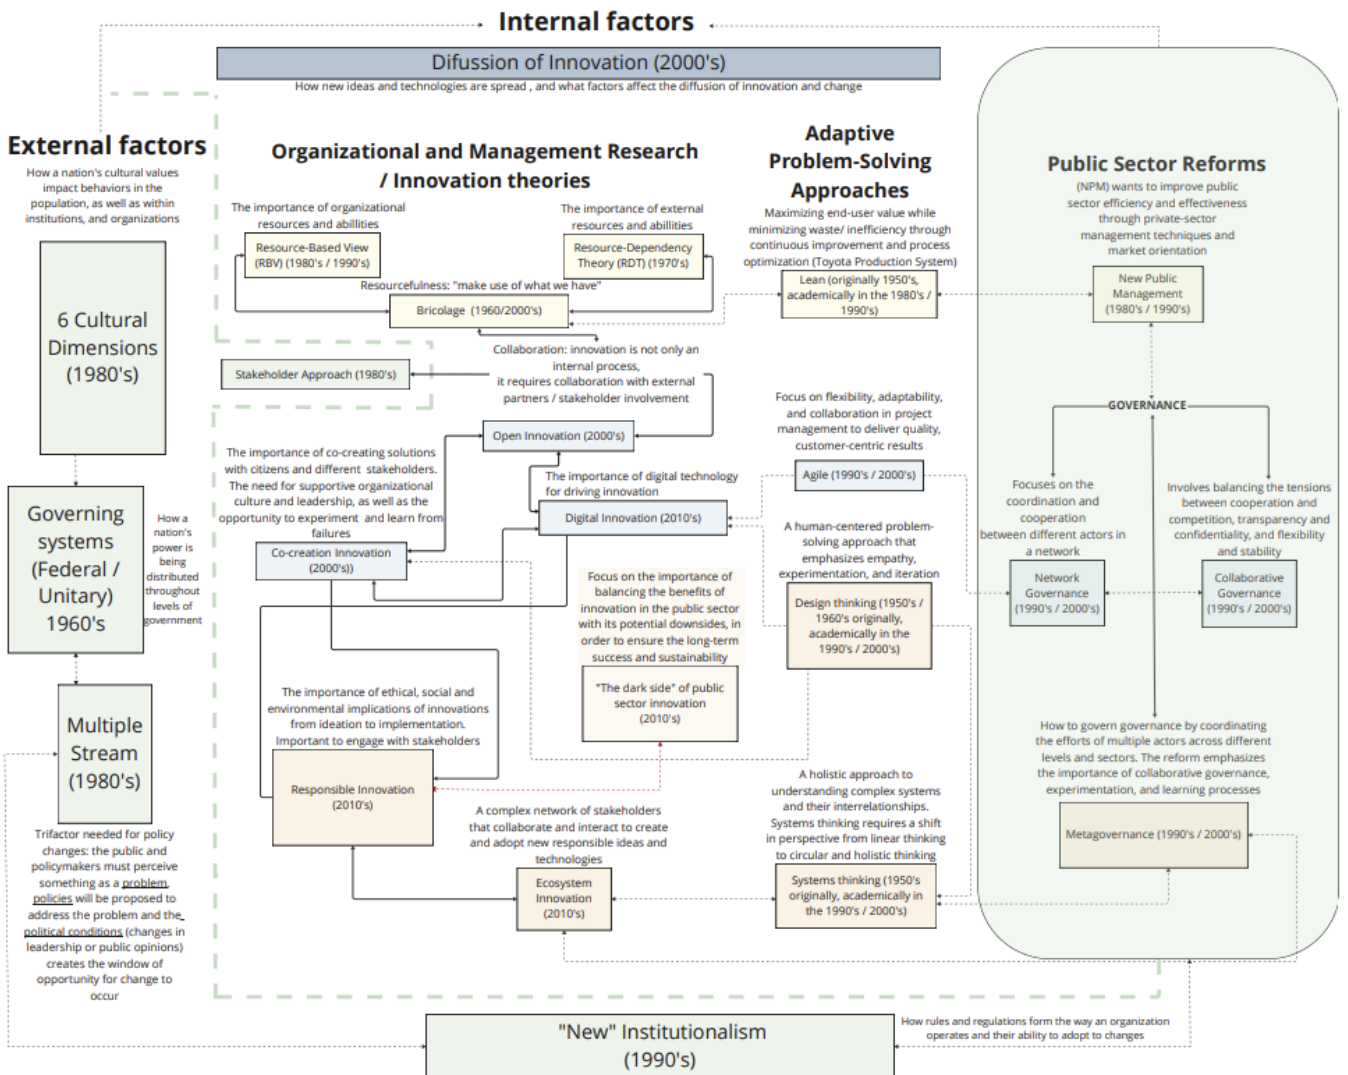 Internal factors
Difussion of Innovation (2000's)
How new ideas and technologies are spread , and what factors affect the diffusion of innovation and change
External factors
How a nation's cultural values
impact behaviors in the
population, as well as within
institutions, and organizations
6 Cultural
Dimensions
(1980's)
Governing
systems
(Federal /
Unitary)
1960's
How a
nation's
power is
being
distributed
throughout
levels of
government
Multiple
Stream
(1980's)
Trifactor needed for policy
changes: the public and
policymakers must perceive
something as a problem,
policies will be proposed to
address the problem and the
political conditions (changes in
leadership or public opinions)
creates the window of
opportunity for change to
occur
Organizational and Management Research
/ Innovation theories
The importance of organizational
resources and abillities
Resource-Based View
(RBV) (1980's / 1990's)
The importance of external
resources and abillities
Resource-Dependency
Theory (RDT) (1970's)
Resourcefulness: "make use of what we have"
Bricolage (1960/2000's)
Collaboration: innovation is not only an
internal process,
it requires collaboration with external
partners / stakeholder involvement
Stakeholder Approach (1980's)
Open Innovation (2000's)
The importance of co-creating solutions
with citizens and different stakeholders.
The need for supportive organizational
culture and leadership, as well as the
opportunity to experiment and learn from
failures
Co-creation Innovation
(2000's))
The importance of digital technology
for driving innovation
Digital Innovation (2010's)
Focus on the importance of
balancing the benefits of
innovation in the public sector
with its potential downsides, in
order to ensure the long-term
success and sustainability
"The dark side" of public
sector innovation
(2010's)
The importance of ethical, social and
environmental implications of innovations
from ideation to implementation.
Important to engage with stakeholders
Responsible Innovation
(2010's)
A complex network of stakeholders
that collaborate and interact to create
and adopt new responsible ideas and
technologies
Ecosystem
Innovation
(2010's)
Adaptive
Problem-Solving
Approaches
Maximizing end-user value while
minimizing waste/ inefficiency through
continuous improvement and process
optimization (Toyota Production System)
Lean (originally 1950's,
academically in the 1980's /
1990's)
Focus on flexibility, adaptability,
and collaboration in project
management to deliver quality,
customer-centric results
Agile (1990's / 2000's)
A human-centered problem-
solving approach that
emphasizes empathy,
experimentation, and iteration
Design thinking (1950's /
1960's originally,
academically in the
1990's / 2000's)
A holistic approach to
understanding complex systems
and their interrelationships.
Systems thinking requires a shift
in perspective from linear thinking
to circular and holistic thinking
Systems thinking (1950's
originally, academically in
the 1990's / 2000's)
Public Sector Reforms
(NPM) wants to improve public
sector efficiency and effectiveness
through private-sector
management techniques and
market orientation
New Public
Management
(1980's / 1990's)
GOVERNANCE
Focuses on the
coordination and
cooperation
between different actors in
a network
Network
Governance
(1990's / 2000's)
Involves balancing the tensions
between cooperation and
competition, transparency and
confidentiality, and flexibility
and stability
Collaborative
Governance
(1990's / 2000's)
How to govern governance by coordinating
the efforts of multiple actors across different
levels and sectors. The reform emphasizes
the importance of collaborative governance,
experimentation, and learning processes
Metagovernance (1990's / 2000's)
"New" Institutionalism
(1990's)
How rules and regulations form the way an organization
operates and their ability to adopt to changes